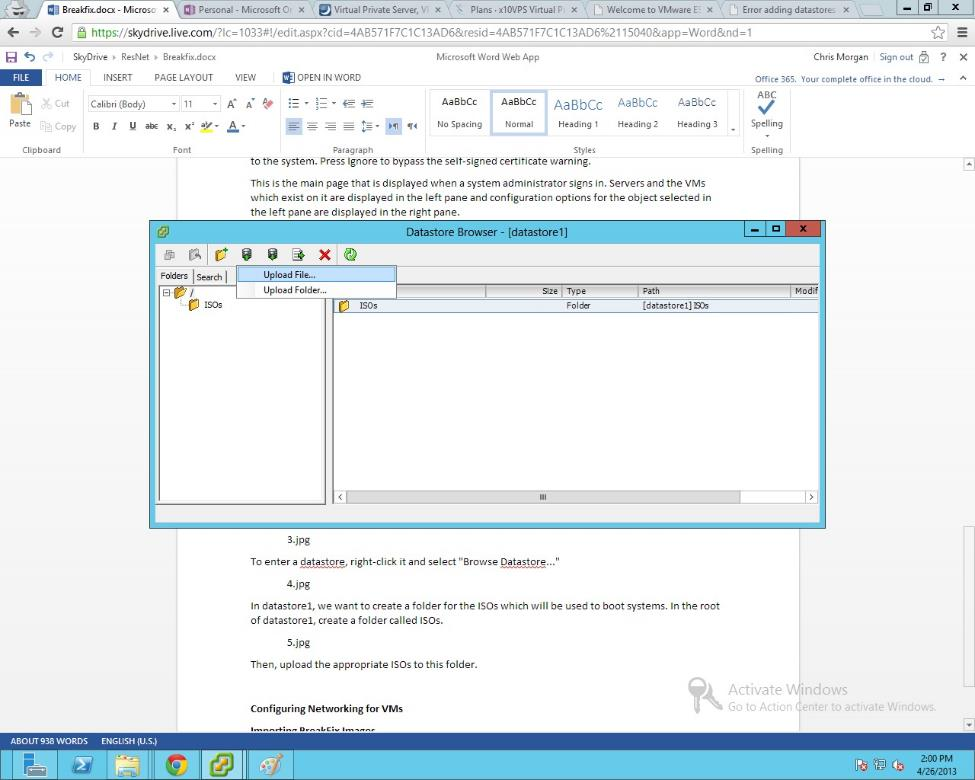 Breakfix.docx - Microso
Personal - Microsoft O
Virtual Private Server, V
Plans - x10VPS Virtual P
Welcome to VMware ES
Error adding datastores
https://skydrive.live.com/?lc=1033#!/edit.aspx?cid=4AB571F7C1C13AD6&resid=4AB571F7C1C13AD6%2115040&app=Word&nd=1
SkyDrive ▸ ResNet ▸ Breakfix.docx
Microsoft Word Web App
Chris Morgan
Sign out
?
FILE
HOME
INSERT
PAGE LAYOUT
VIEW
OPEN IN WORD
Office 365. Your complete office in the cloud. →
Paste
Cut
Copy
Clipboard
Calibri (Body)
11
B I U abc x₂ x²
Font
Paragraph
AaBbCc
No Spacing
AaBbCc
Normal
AaBbCc
Heading 1
AaBbCc
Heading 2
AaBbCc
Heading 3
Styles
ABC
Spelling
Spelling
to the system. Press Ignore to bypass the self-signed certificate warning.
This is the main page that is displayed when a system administrator signs in. Servers and the VMs
which exist on it are displayed in the left pane and configuration options for the object selected in
the left pane are displayed in the right pane.
Datastore Browser - [datastore1]
Folders
Search
Upload File...
Upload Folder...
/
ISOs
Size
Type
Path
Modif
ISOs
Folder
[datastore1] ISOs
3.jpg
To enter a datastore, right-click it and select "Browse Datastore..."
4.jpg
In datastore1, we want to create a folder for the ISOs which will be used to boot systems. In the root
of datastore1, create a folder called ISOs.
5.jpg
Then, upload the appropriate ISOs to this folder.
Activate Windows
Go to Action Center to activate Windows.
Configuring Networking for VMs
Importing BreakFix Images
ABOUT 938 WORDS
ENGLISH (U.S.)
2:00 PM
4/26/2013